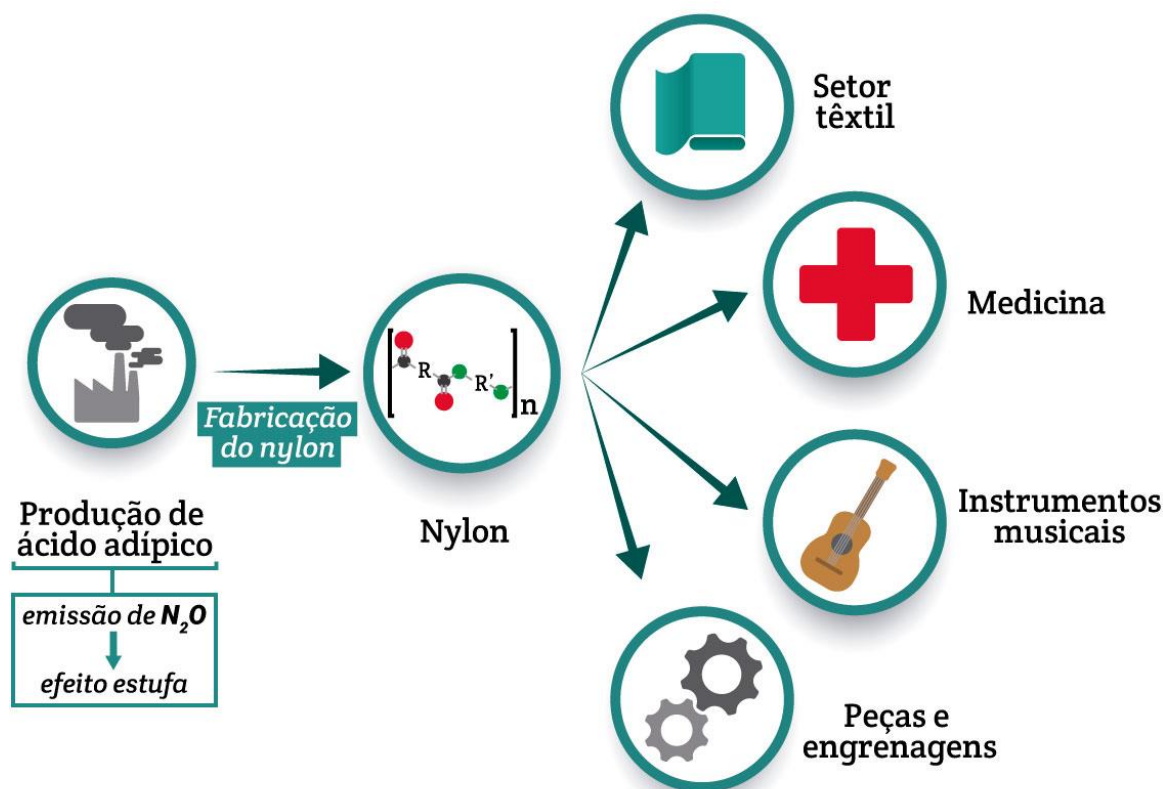 Setor
têxtil
Medicina
Fabricação
do nylon
R
R'
n
Produção de
ácido adípico
Nylon
Instrumentos
musicais
emissão de N₂O
efeito estufa
Peças e
engrenagens